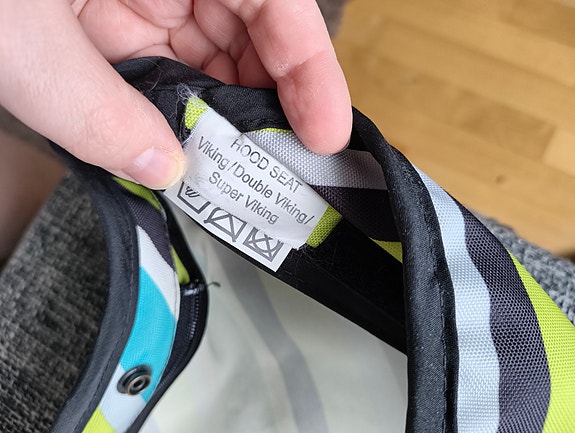 HOOD SEAT
Viking/Double Viking/
Super Viking